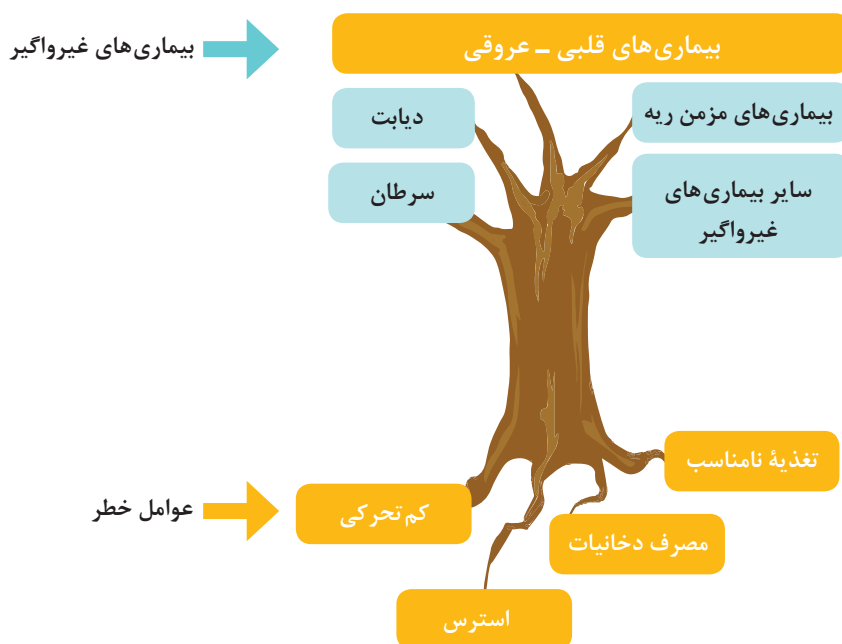 بیماری‌های قلبی ـ عروقی
بیماری‌های غیرواگیر
بیماری‌های مزمن ریه
دیابت
سایر بیماری‌های
غیرواگیر
سرطان
تغذیهٔ نامناسب
عوامل خطر
کم‌تحرکی
مصرف دخانیات
استرس